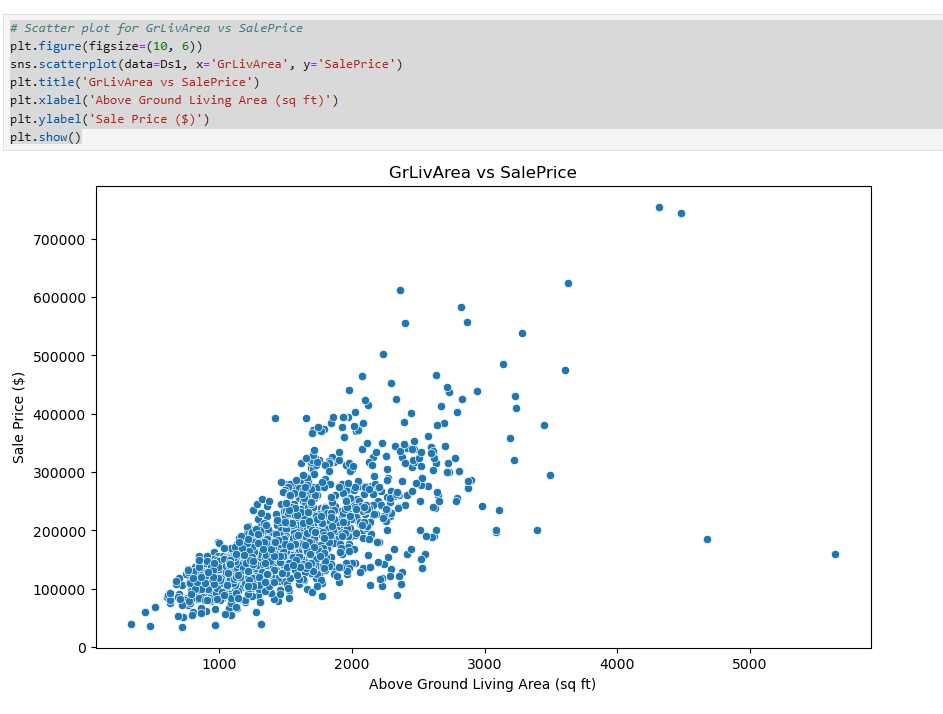 # Scatter plot for GrLivArea vs SalePrice
plt.figure(figsize=(10, 6))
sns.scatterplot(data=Ds1, x='GrLivArea', y='SalePrice')
plt.title('GrLivArea vs SalePrice')
plt.xlabel('Above Ground Living Area (sq ft)')
plt.ylabel('Sale Price ($)')
plt.show()
GrLivArea vs SalePrice
Sale Price ($)
700000
600000
500000
400000
300000
200000
100000
0
1000 2000 3000 4000 5000
Above Ground Living Area (sq ft)